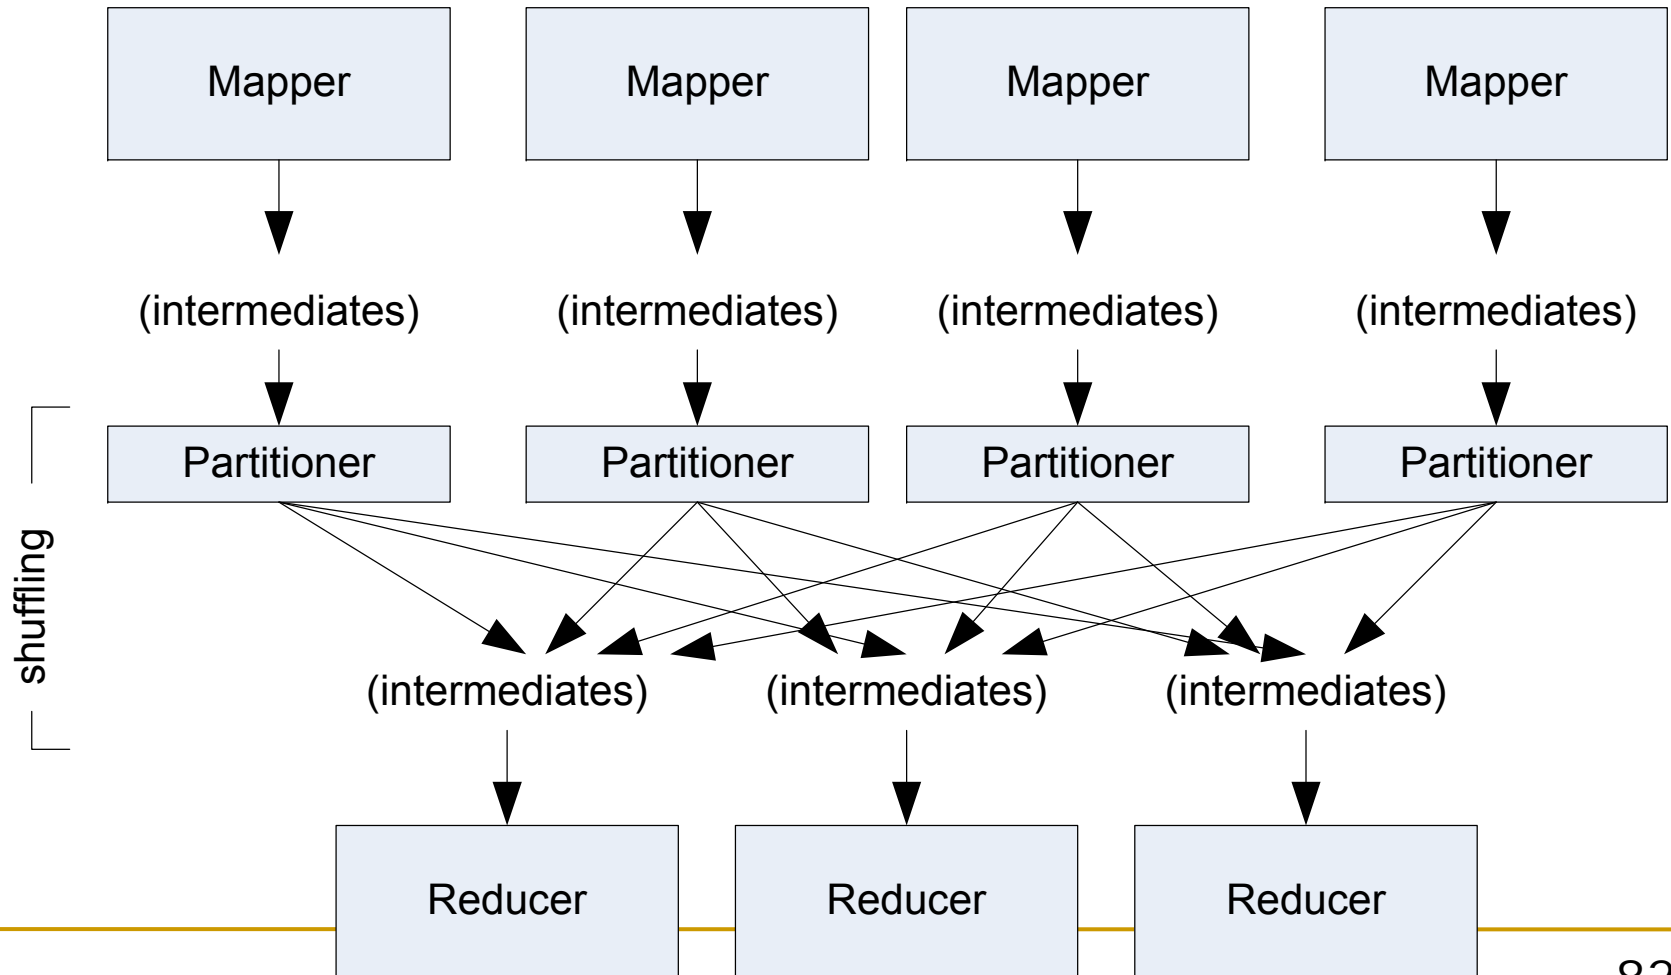 Mapper
Mapper
Mapper
Mapper
(intermediates)
(intermediates)
(intermediates)
(intermediates)
Partitioner
Partitioner
Partitioner
Partitioner
shuffling
(intermediates)
(intermediates)
(intermediates)
Reducer
Reducer
Reducer